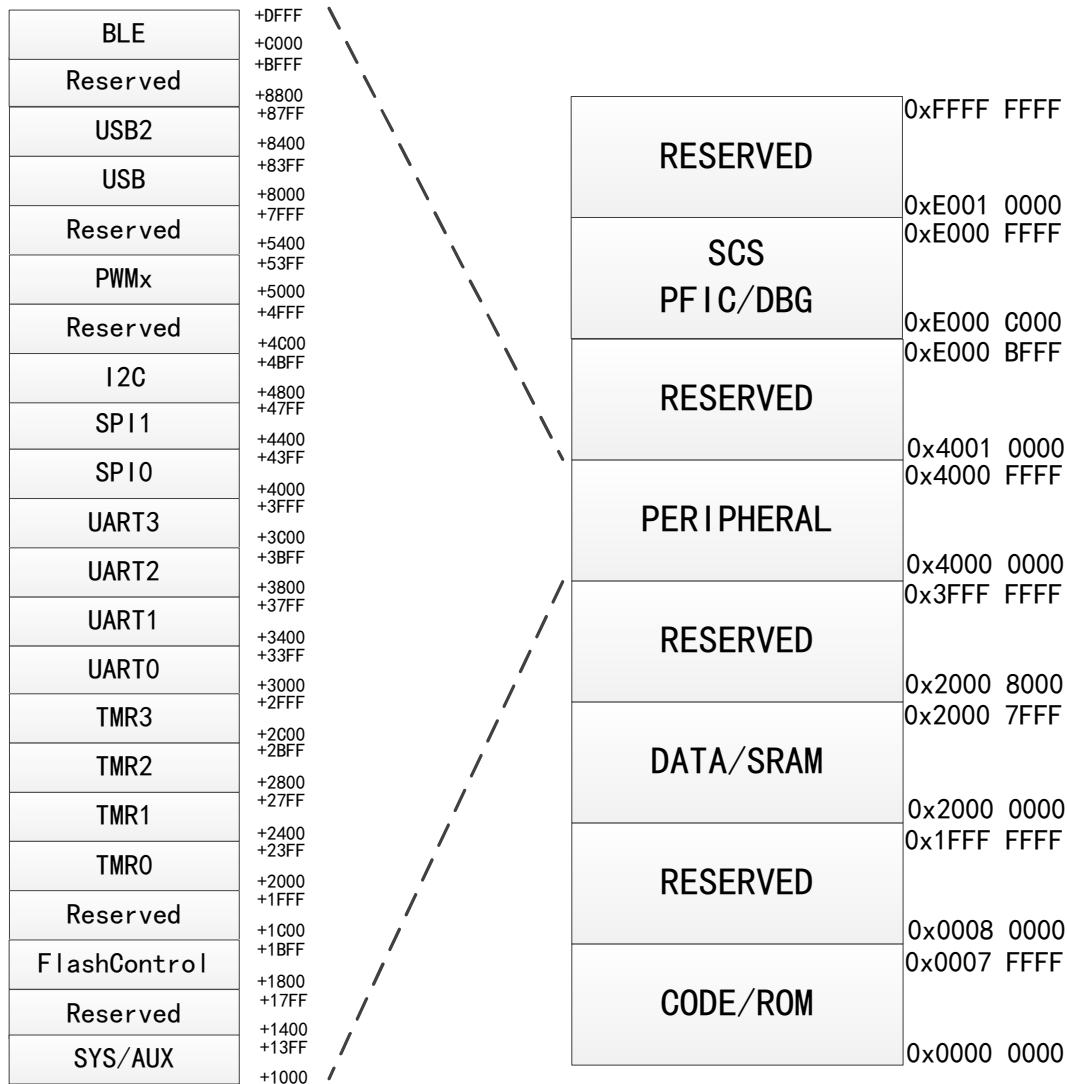 BLE
+DFFF
+C000
Reserved
+BFFF
+8800
USB2
+87FF
+8400
USB
+83FF
+8000
Reserved
+7FFF
+5400
PWMx
+53FF
+5000
Reserved
+4FFF
+4C00
I2C
+4BFF
+4800
SPI1
+47FF
+4400
SPI0
+43FF
+4000
UART3
+3FFF
+3C00
UART2
+3BFF
+3800
UART1
+37FF
+3400
UART0
+33FF
+3000
TMR3
+2FFF
+2C00
TMR2
+2BFF
+2800
TMR1
+27FF
+2400
TMR0
+23FF
+2000
Reserved
+1FFF
+1C00
FlashControl
+1BFF
+1800
Reserved
+17FF
+1400
SYS/AUX
+13FF
+1000
RESERVED
0xFFFF FFFF
0xE001 0000
SCS
PFIC/DBG
0xE000 FFFF
0xE000 C000
RESERVED
0xE000 BFFF
0x4001 0000
PERIPHERAL
0x4000 FFFF
0x4000 0000
RESERVED
0x3FFF FFFF
0x2000 8000
DATA/SRAM
0x2000 7FFF
0x2000 0000
RESERVED
0x1FFF FFFF
0x0008 0000
CODE/ROM
0x0007 FFFF
0x0000 0000